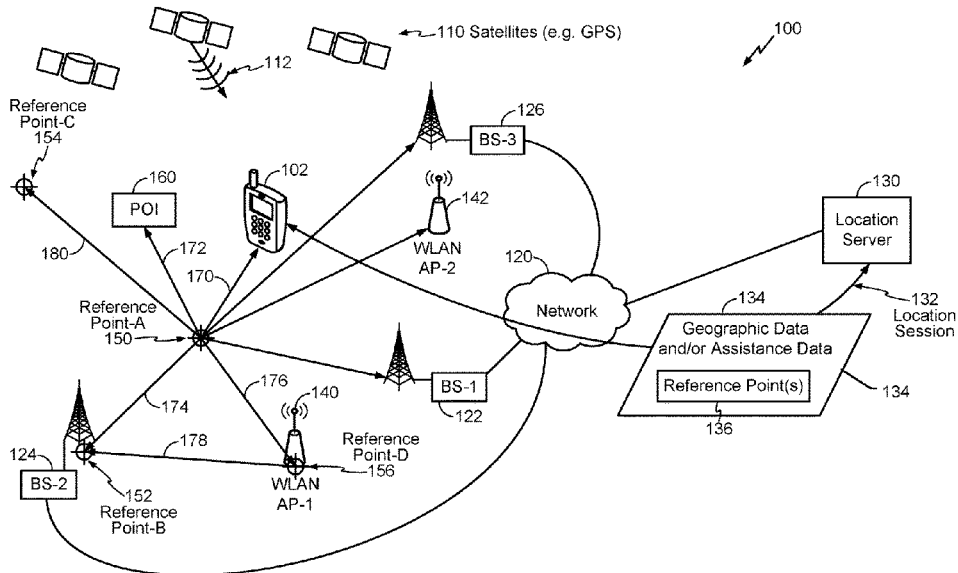 110 Satellites (e.g. GPS)
100
112
Reference
Point-C
154
126
BS-3
160
POI
102
142
WLAN
AP-2
130
Location
Server
180
172
170
120
Network
132
Location
Session
134
Geographic Data
and/or Assistance Data
Reference Point(s)
136
134
Reference
Point-A
150
176
140
BS-1
122
174
178
Reference
Point-D
156
124
BS-2
152
Reference
Point-B
WLAN
AP-1